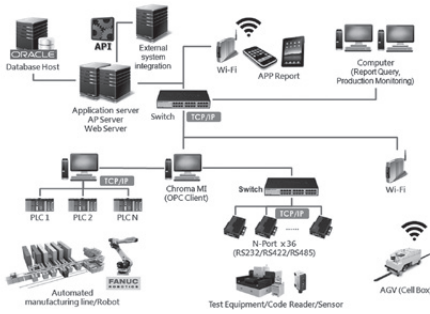 ORACLE
Database Host
API
External
system
integration
Application server
AP Server
Web Server
Wi-Fi
APP Report
Computer
(Report Query,
Production Monitoring)
Switch
TCP/IP
TCP/IP
PLC 1
PLC 2
PLC N
Chroma MI
(OPC Client)
Switch
TCP/IP
......
N-Port x 36
(RS232/RS422/RS485)
Wi-Fi
FANUC
ROBOTICS
Automated
manufacturing line/Robot
Test Equipment/Code Reader/Sensor
AGV (Cell Box)